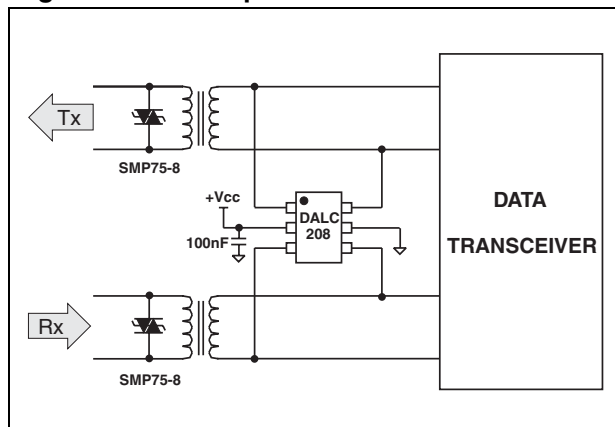 Tx
SMP75-8
+Vcc
100nF
DALC
208
DATA
TRANSCEIVER
Rx
SMP75-8